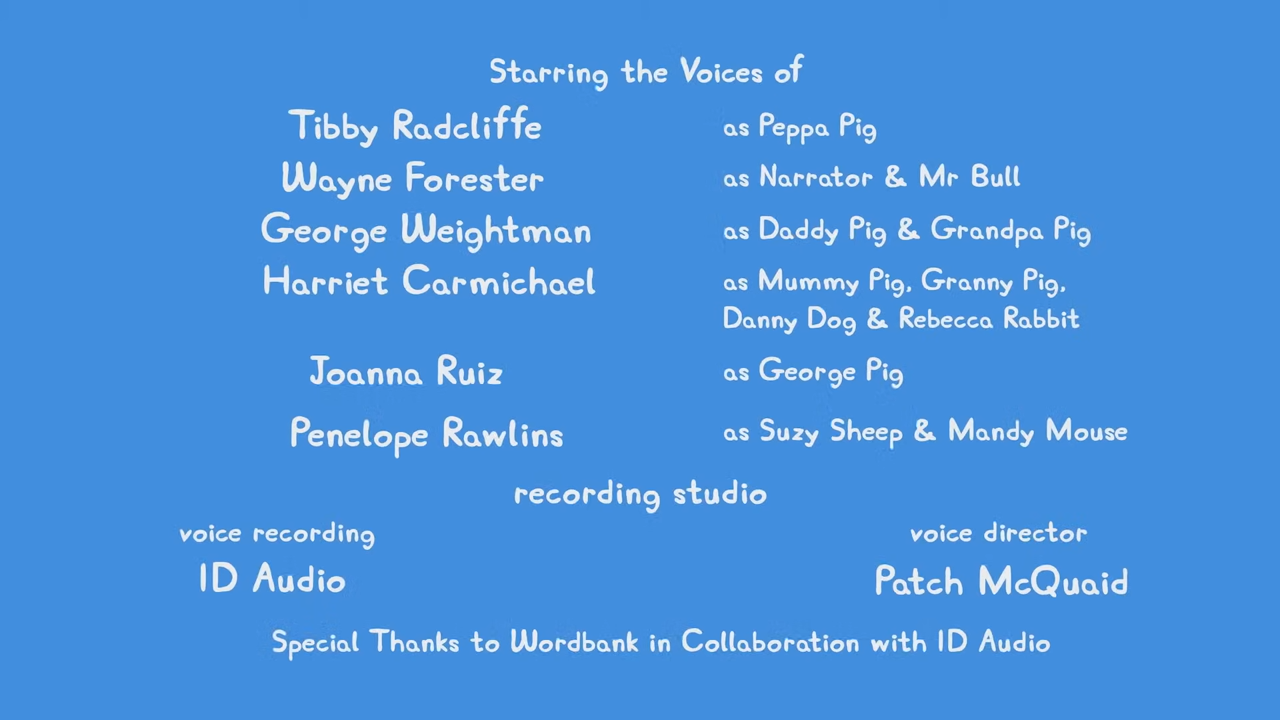 Starring the Voices of
Tibby Radcliffe as Peppa Pig
Wayne Forester as Narrator & Mr Bull
George Weightman as Daddy Pig & Grandpa Pig
Harriet Carmichael as Mummy Pig, Granny Pig,
Danny Dog & Rebecca Rabbit
Joanna Ruiz as George Pig
Penelope Rawlins as Suzy Sheep & Mandy Mouse
recording studio
voice recording voice director
ID Audio Patch McQuaid
Special Thanks to Wordbank in Collaboration with ID Audio